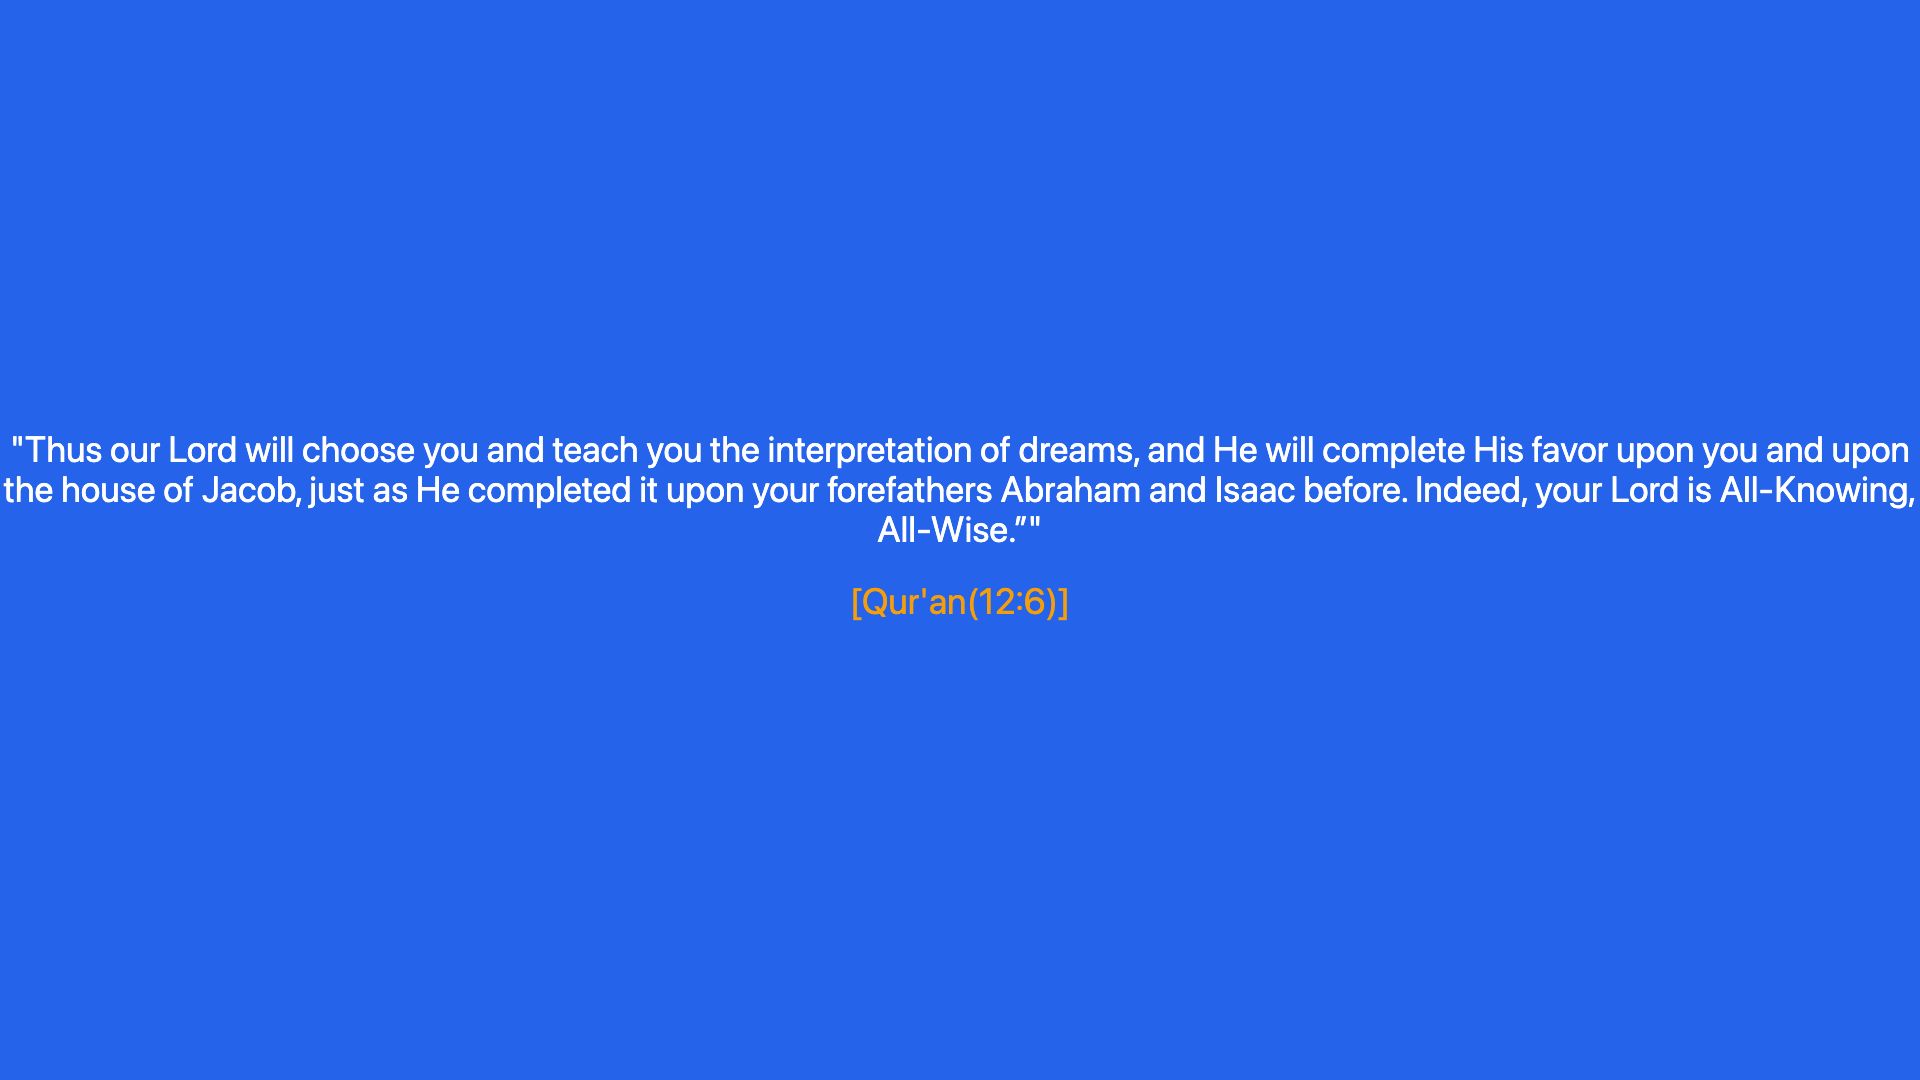 "Thus our Lord will choose you and teach you the interpretation of dreams, and He will complete His favor upon you and upon
the house of Jacob, just as He completed it upon your forefathers Abraham and Isaac before. Indeed, your Lord is All-Knowing,
All-Wise.”"
[Qur'an(12:6)]